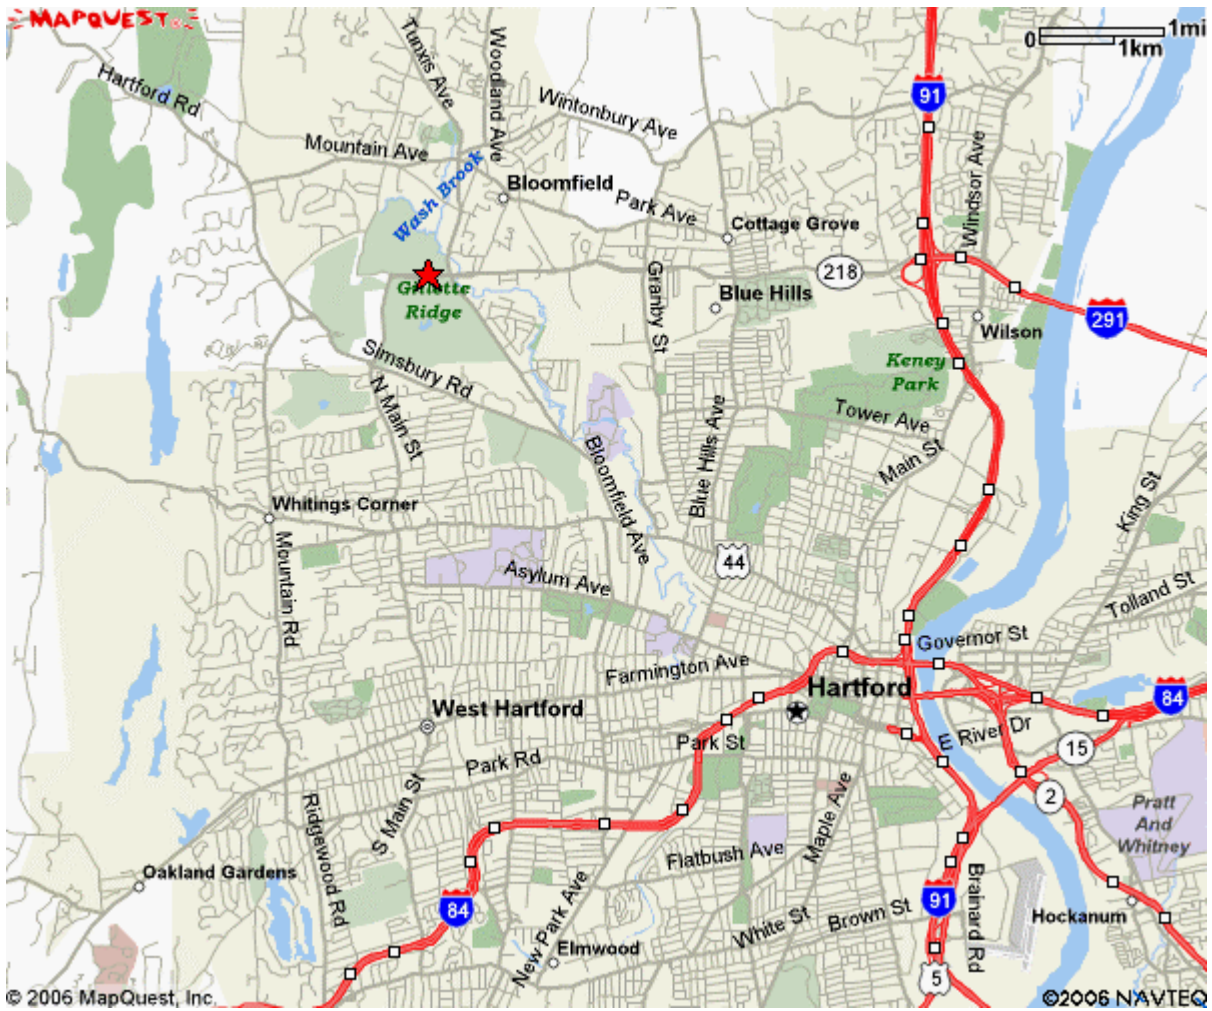 MAPQUEST
0 1mi
1km
Hartford Rd
Tunxis Ave
Woodland Ave
Wintonbury Ave
91
Mountain Ave
Wash Brook
Bloomfield
Park Ave
Cottage Grove
Windsor Ave
218
Gillette
Ridge
Granby St
Blue Hills
291
Wilson
Simsbury Rd
Keney
Park
N Main St
Tower Ave
Main St
Blue Hills Ave
Bloomfield Ave
King St
Whitings Corner
Mountain Rd
44
Asylum Ave
Tolland St
Governor St
Farmington Ave
Hartford
84
West Hartford
Park St
E River Dr
15
Park Rd
S Main St
Ridgewood Rd
2
Pratt
And
Whitney
Maple Ave
Flatbush Ave
Oakland Gardens
84
New Park Ave
White St
Brown St
91
Brainard Rd
Hockanum
Elmwood
5
© 2006 MapQuest, Inc.
©2006 NAVTEQ